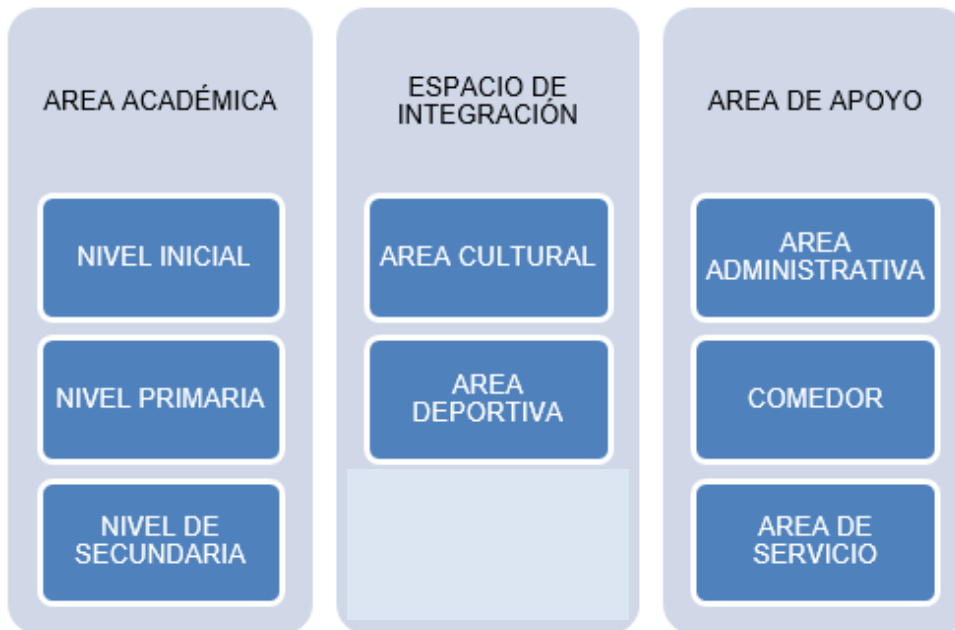 AREA ACADÉMICA
NIVEL INICIAL
NIVEL PRIMARIA
NIVEL DE
SECUNDARIA
ESPACIO DE
INTEGRACIÓN
AREA CULTURAL
AREA
DEPORTIVA
AREA DE APOYO
AREA
ADMINISTRATIVA
COMEDOR
AREA DE
SERVICIO